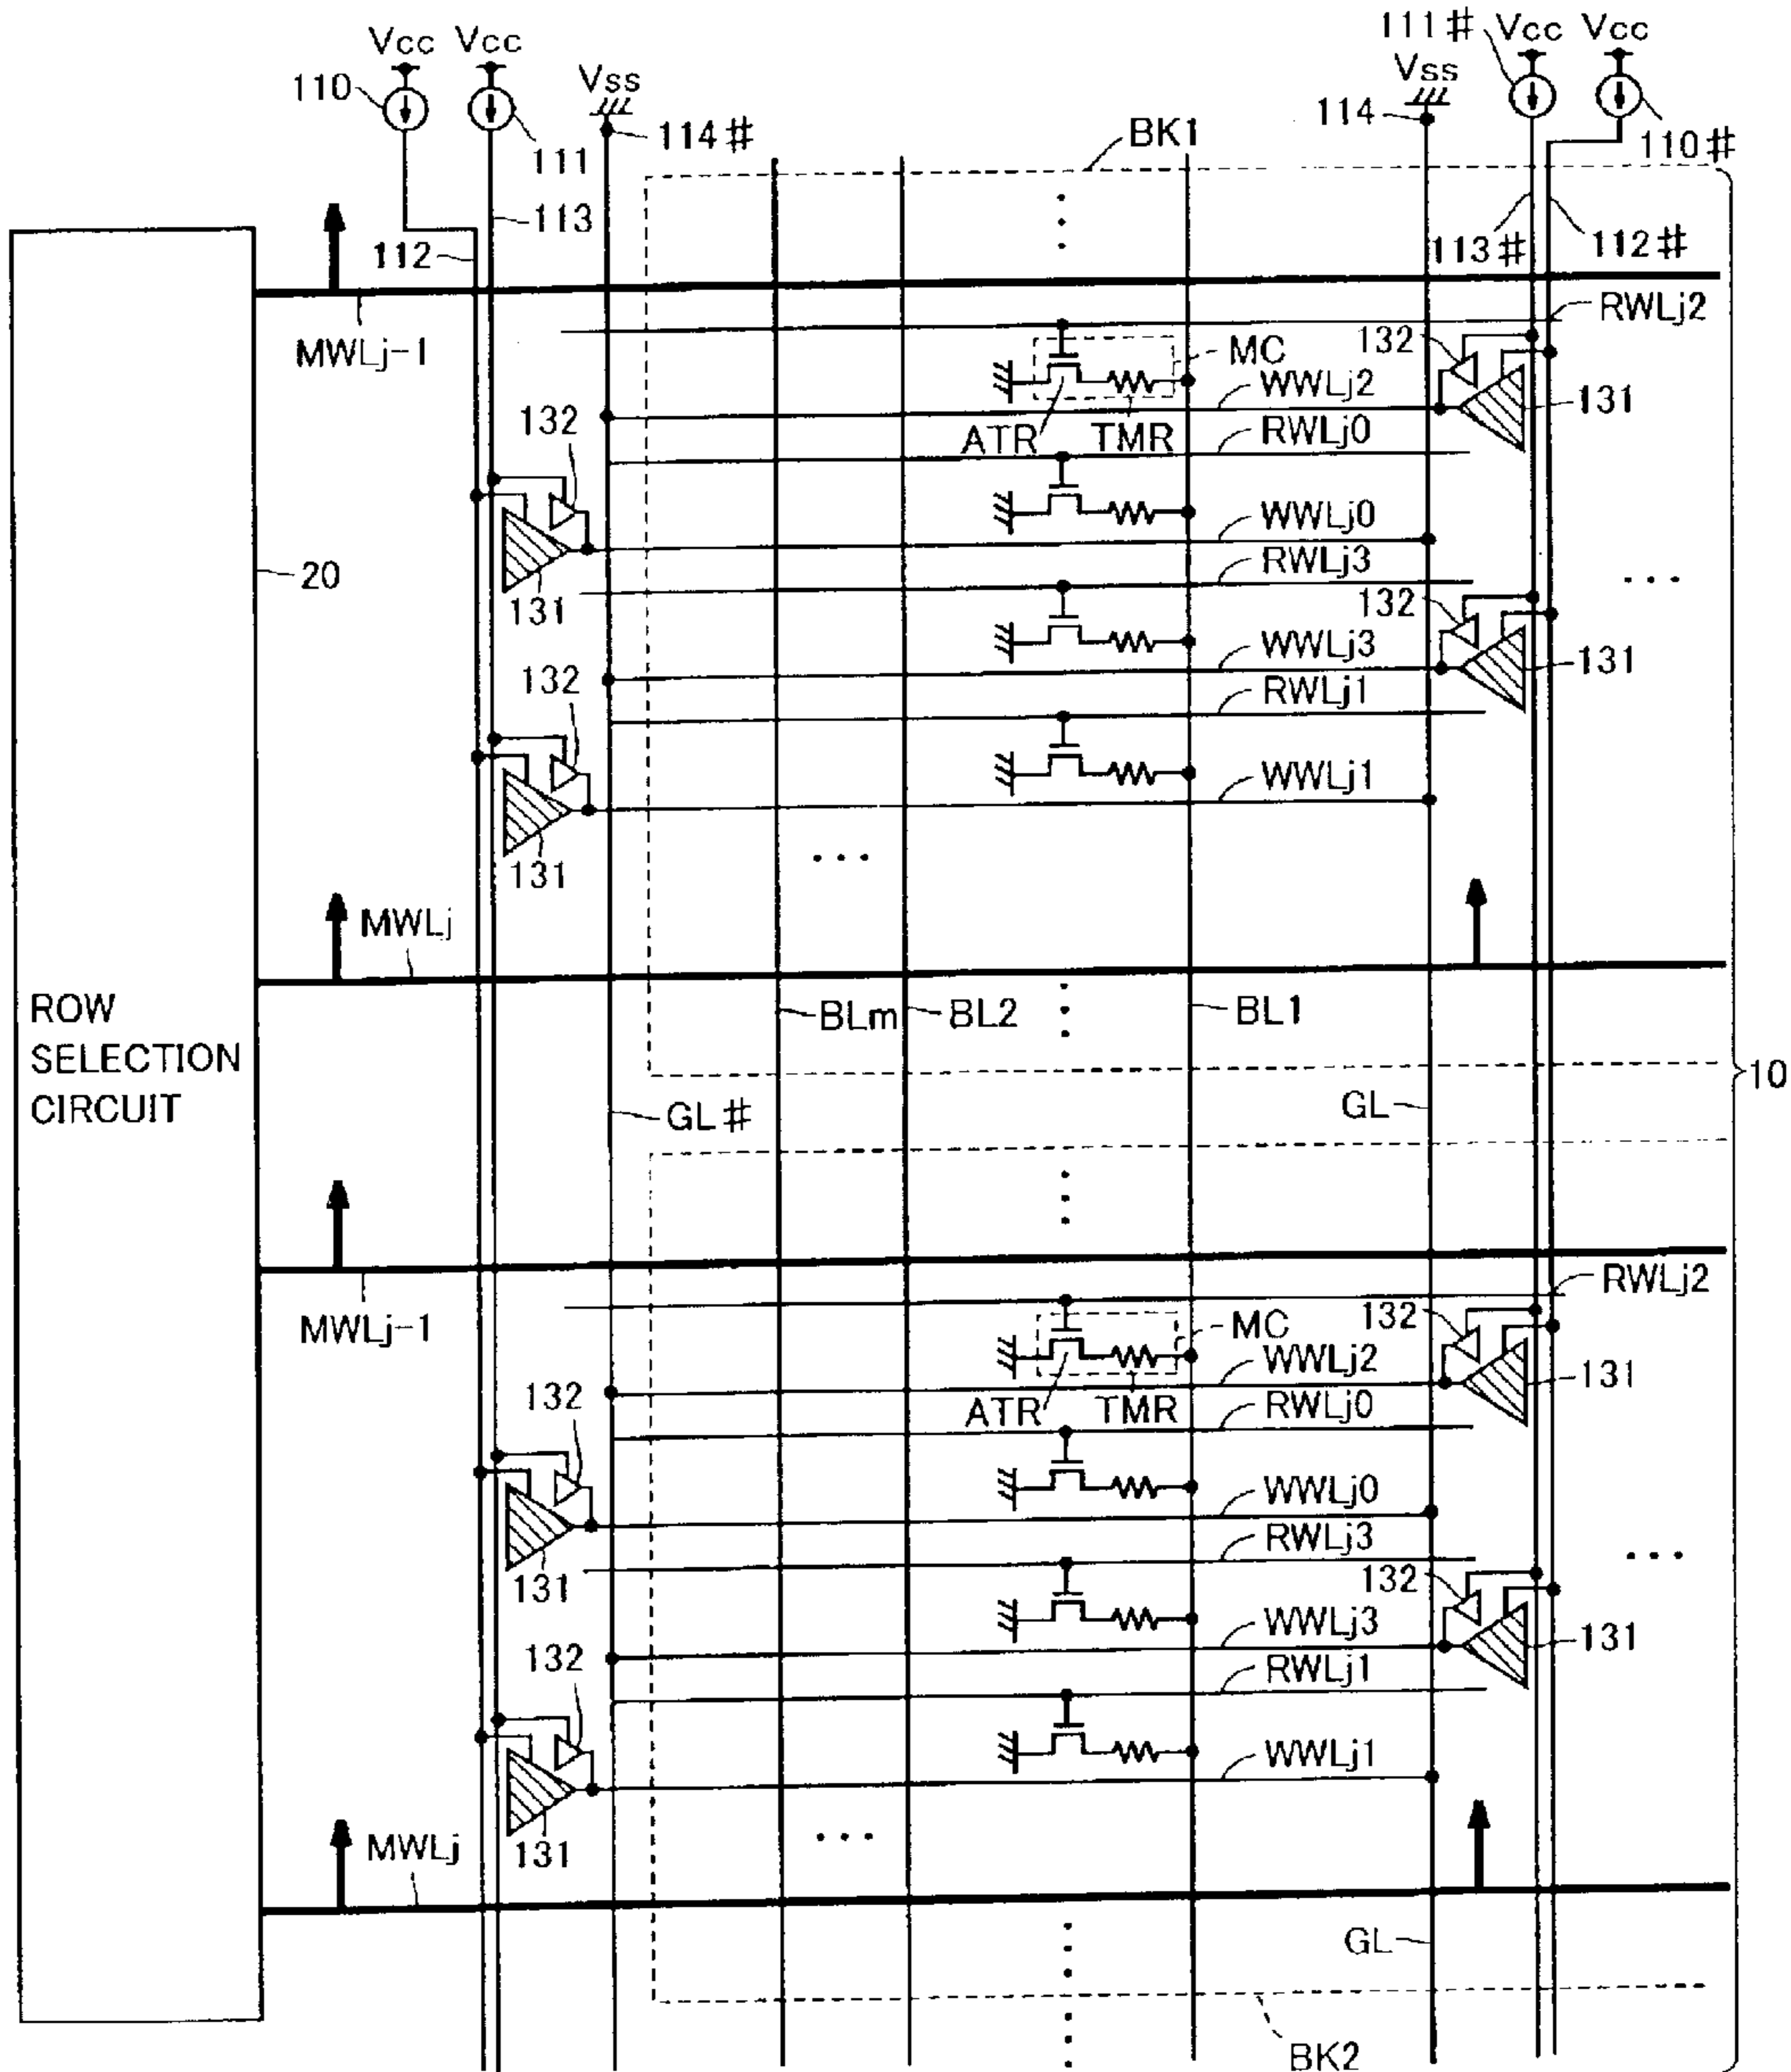 Vcc Vcc 111# Vcc Vcc
110 Vss Vss
111 114# BK1 114 110#
113
112 113# 112#
MWLj-1 RWLj2
132 MC
WWLj2 131
132 ATR TMR RWLj0
WWLj0
20 RWLj3
131 132
WWLj3 131
132 RWLj1
WWLj1
131 ...
MWLj
ROW
SELECTION
CIRCUIT
BLm BL2 BL1
10
GL# GL
MWLj-1 RWLj2
132 MC
WWLj2 131
132 ATR TMR RWLj0
WWLj0
RWLj3
131 132
WWLj3 131
132 RWLj1
WWLj1
131 ...
MWLj
GL
BK2